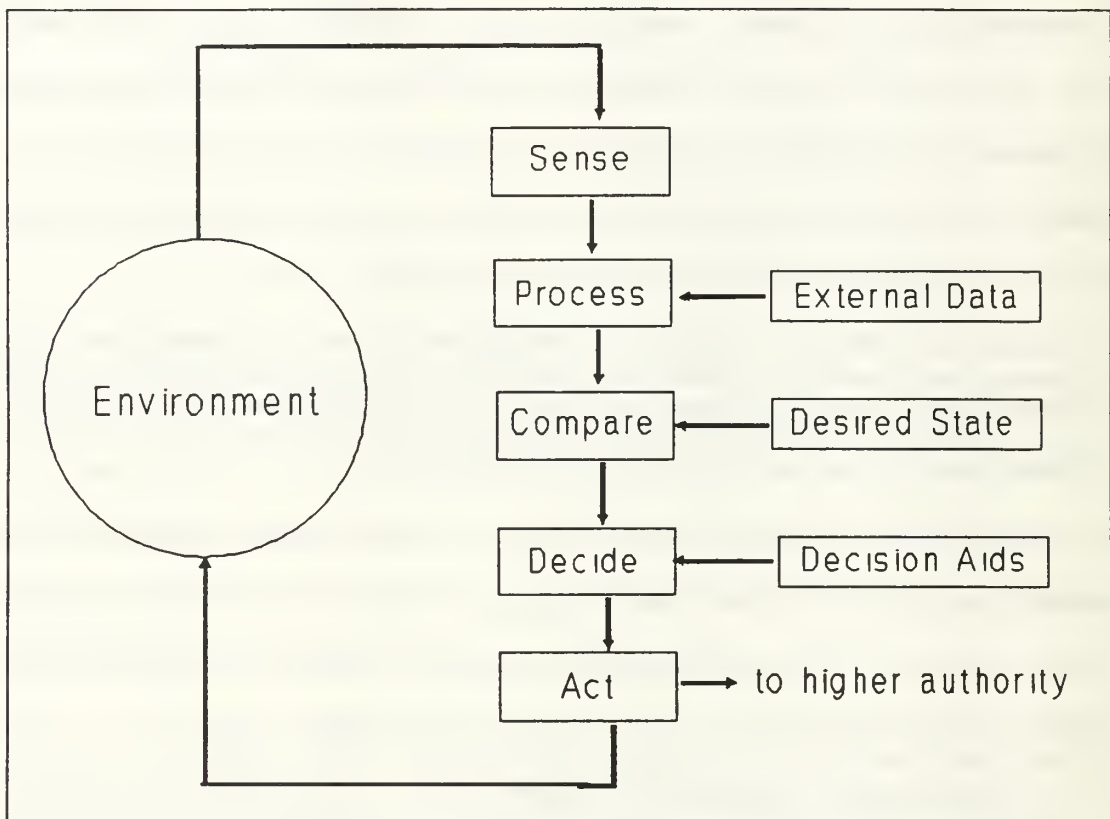 Sense
Process
External Data
Environment
Compare
Desired State
Decide
Decision Aids
Act
to higher authority